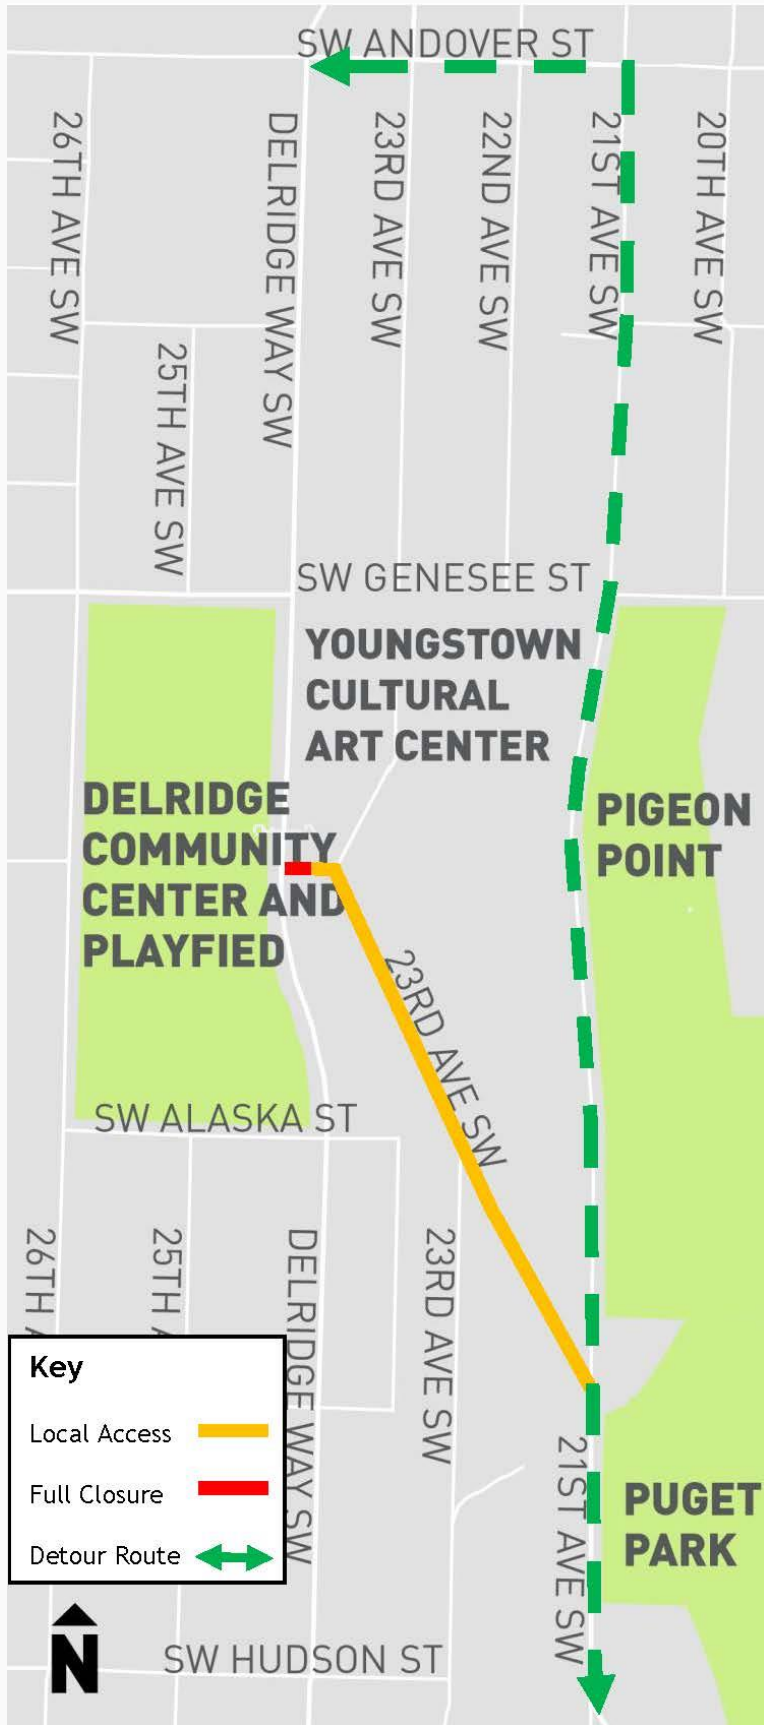 SW ANDOVER ST
26TH AVE SW
DELRIDGE WAY SW
23RD AVE SW
22ND AVE SW
21ST AVE SW
20TH AVE SW
25TH AVE SW
SW GENESEE ST
YOUNGSTOWN
CULTURAL
ART CENTER
DELRIDGE
COMMUNITY
CENTER AND
PLAYFIED
PIGEON
POINT
23RD AVE SW
SW ALASKA ST
26TH A
25TH A
DELRIDGE WAY SW
23RD AVE SW
21ST AVE SW
PUGET
PARK
Key
Local Access
Full Closure
Detour Route
N
SW HUDSON ST